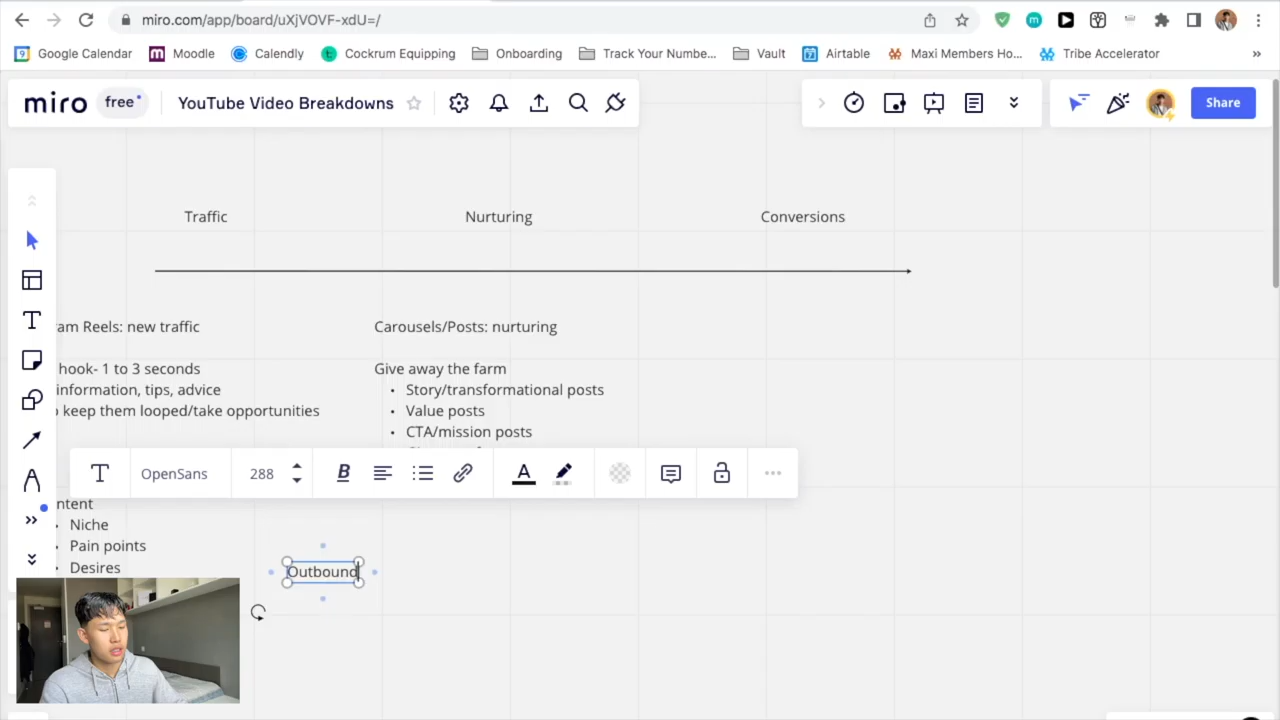 miro.com/app/board/uXjVOVF-xdU=/
Google Calendar Moodle Calendly Cockrum Equipping Onboarding Track Your Numbe... Vault Airtable Maxi Members Ho... Tribe Accelerator »
miro free YouTube Video Breakdowns Share
Traffic Nurturing Conversions
am Reels: new traffic Carousels/Posts: nurturing
hook- 1 to 3 seconds Give away the farm
information, tips, advice • Story/transformational posts
keep them looped/take opportunities • Value posts
• CTA/mission posts
OpenSans 288 B A
ntent
• Niche
• Pain points
• Desires
Outbound